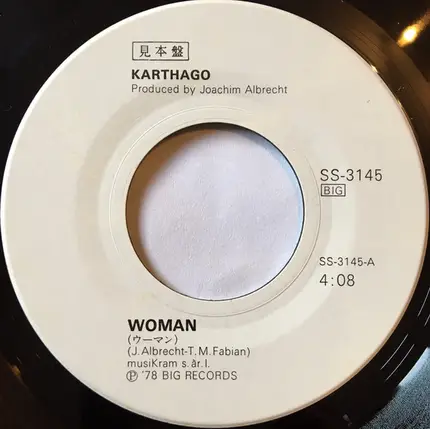 見本盤
KARTHAGO
Produced by Joachim Albrecht
SS-3145
BIG
SS-3145-A
4:08
WOMAN
(ウーマン)
(J. Albrecht-T. M. Fabian)
musiKram s. år. l.
Ⓟ '78 BIG RECORDS